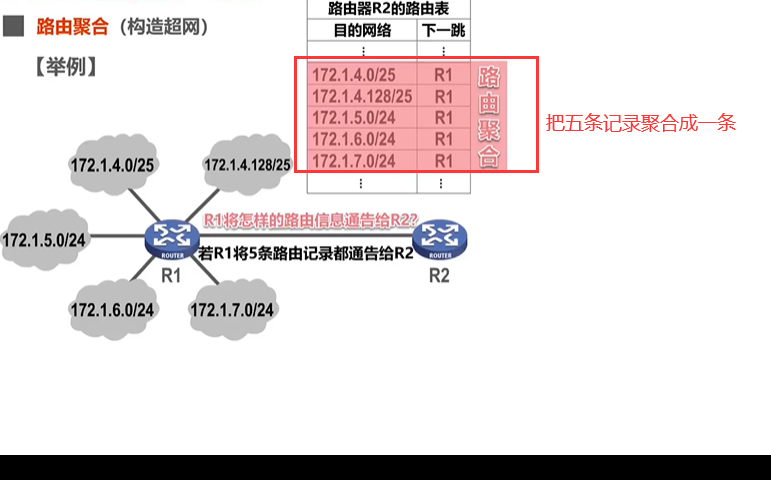 路由聚合（构造超网）
【举例】
路由器R2的路由表
目的网络 下一跳
⋮ ⋮
172.1.4.0/25 R1
172.1.4.128/25 R1
172.1.5.0/24 R1
172.1.6.0/24 R1
172.1.7.0/24 R1
⋮ ⋮
路由聚合
把五条记录聚合成一条
172.1.4.0/25
172.1.4.128/25
172.1.5.0/24
R1将怎样的路由信息通告给R2?
若R1将5条路由记录都通告给R2
ROUTER
R1
ROUTER
R2
172.1.6.0/24
172.1.7.0/24